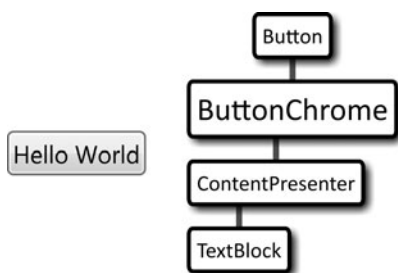 Hello World
Button
ButtonChrome
ContentPresenter
TextBlock